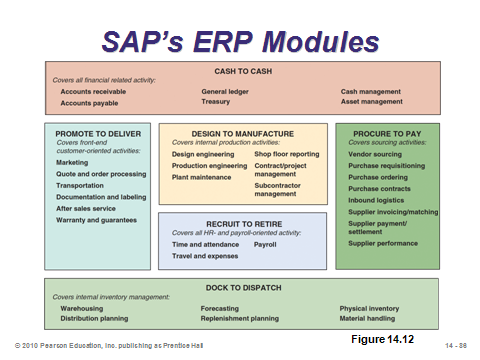 SAP's ERP Modules
CASH TO CASH
Covers all financial related activity:
Accounts receivable
General ledger
Cash management
Accounts payable
Treasury
Asset management
PROMOTE TO DELIVER
Covers front-end
customer-oriented activities:
Marketing
Quote and order processing
Transportation
Documentation and labeling
After sales service
Warranty and guarantees
DESIGN TO MANUFACTURE
Covers internal production activities:
Design engineering
Production engineering
Plant maintenance
Shop floor reporting
Contract/project
management
Subcontractor
management
RECRUIT TO RETIRE
Covers all HR- and payroll-oriented activity:
Time and attendance
Payroll
Travel and expenses
PROCURE TO PAY
Covers sourcing activities:
Vendor sourcing
Purchase requisitioning
Purchase ordering
Purchase contracts
Inbound logistics
Supplier invoicing/matching
Supplier payment/
settlement
Supplier performance
DOCK TO DISPATCH
Covers internal inventory management:
Warehousing
Forecasting
Physical inventory
Distribution planning
Replenishment planning
Material handling
Figure 14.12
© 2010 Pearson Education, Inc. publishing as Prentice Hall
14 - 86